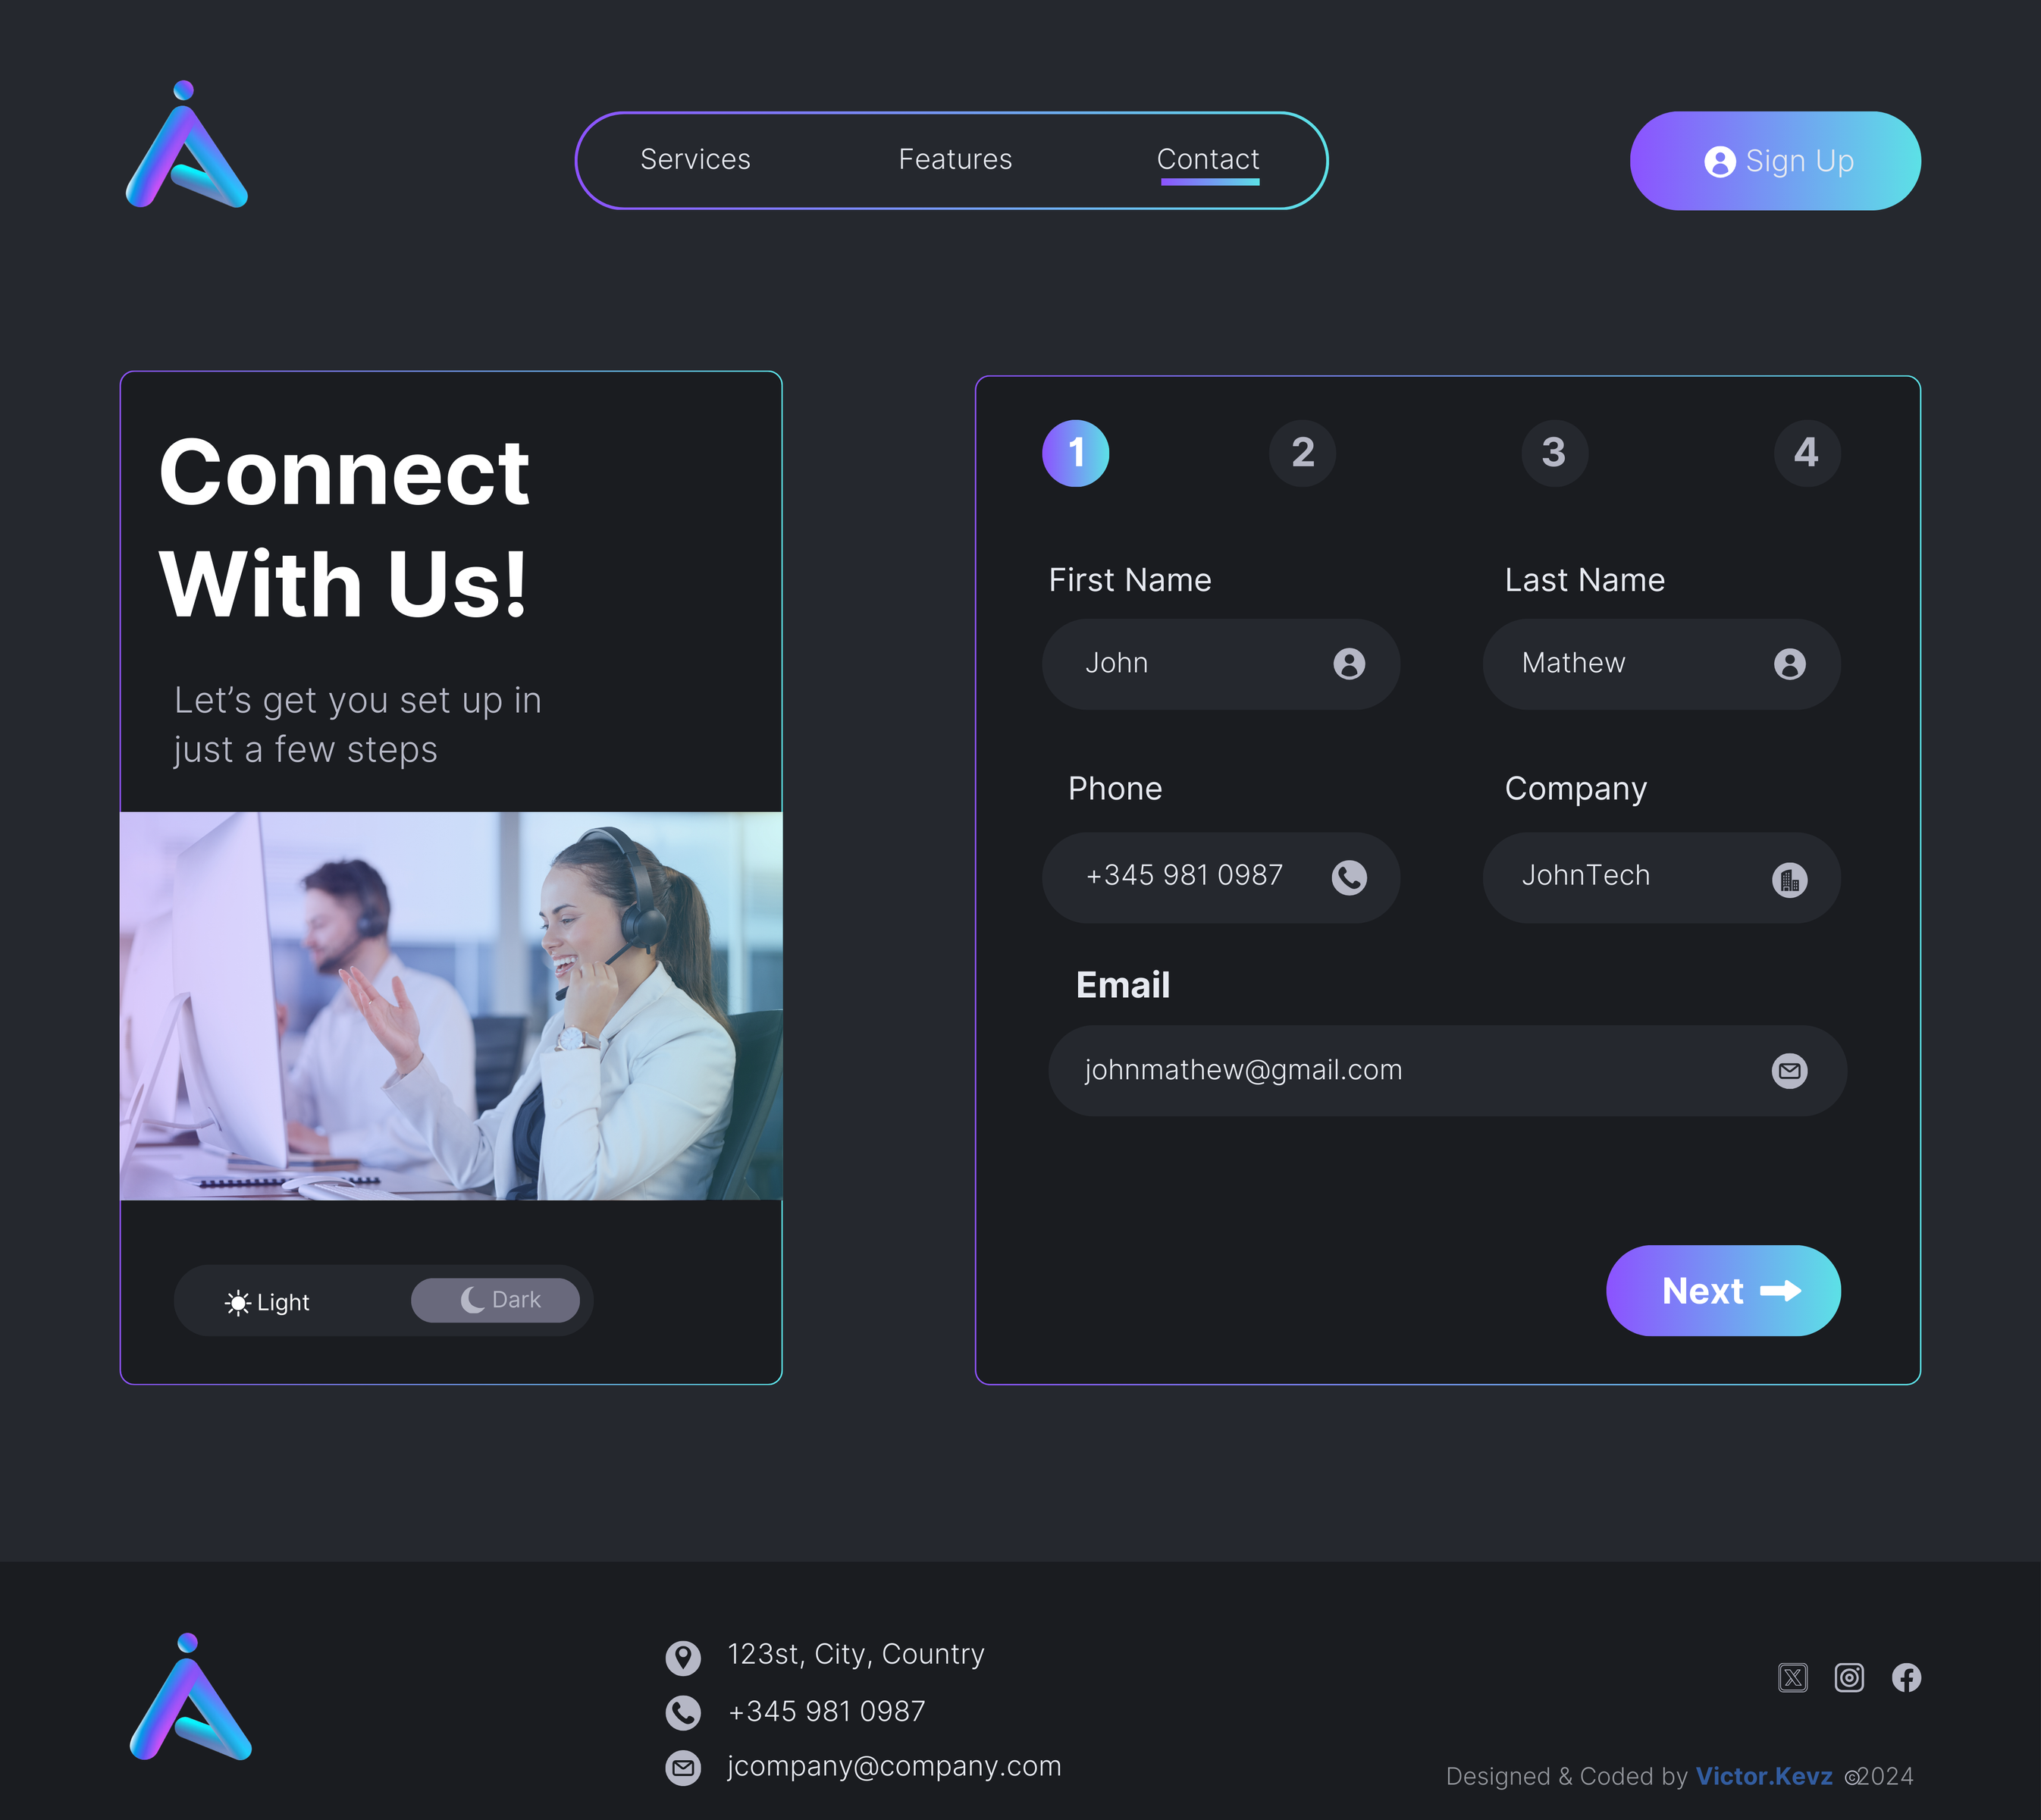 Services
Features
Contact
Sign Up
Connect
With Us!
Let’s get you set up in
just a few steps
Light
Dark
1
2
3
4
First Name
Last Name
John
Mathew
Phone
Company
+345 981 0987
JohnTech
Email
johnmathew@gmail.com
Next
123st, City, Country
+345 981 0987
jcompany@company.com
Designed & Coded by Victor.Kevz ©2024